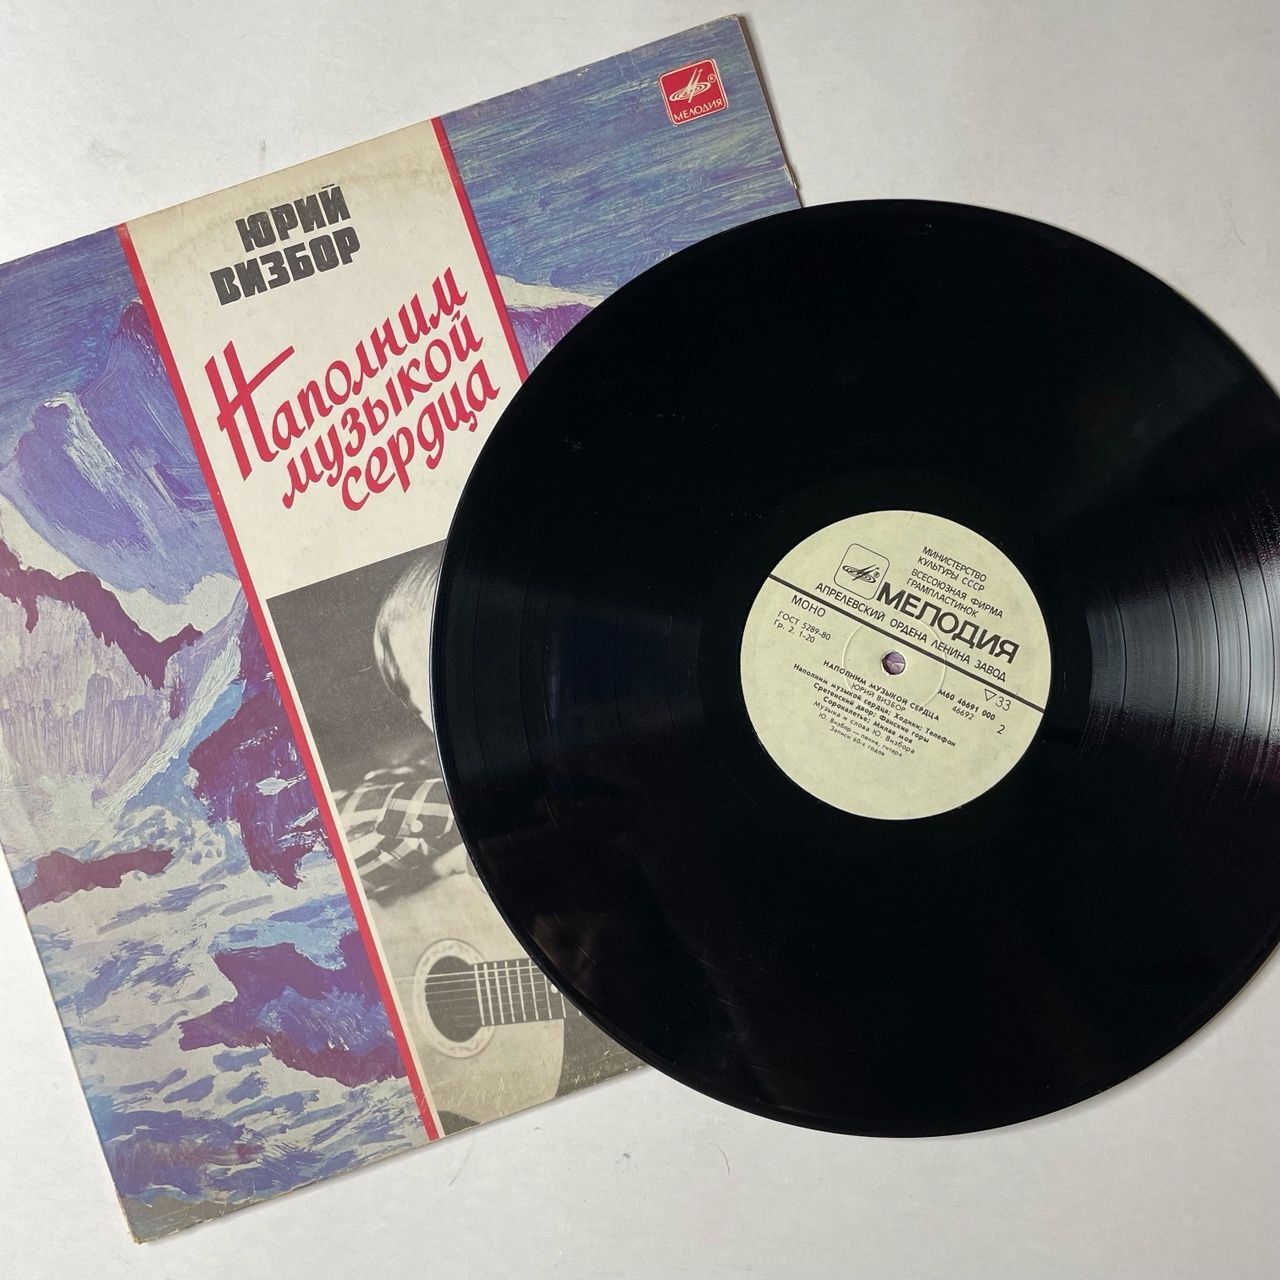 МЕЛОДИЯ
ЮРИЙ
ВИЗБОР
Наполним
музыкой
сердца
МИНИСТЕРСТВО
КУЛЬТУРЫ СССР
ВСЕСОЮЗНАЯ ФИРМА
ГРАМПЛАСТИНОК
МЕЛОДИЯ
АПРЕЛЕВСКИЙ ОРДЕНА ЛЕНИНА ЗАВОД
МОНО
ГОСТ 5289-80
Гр. 2. 1-20
33
М60 46691 000
46692
2
НАПОЛНИМ МУЗЫКОЙ СЕРДЦА
ЮРИЙ ВИЗБОР
Наполним музыкой сердца; Ходики; Телефон
Сретенский двор; Фанские горы
Сорокалетье; Милая моя
Музыка и слова Ю. Визбора
Ю. Визбор — пение, гитара
Записи 60-х годов